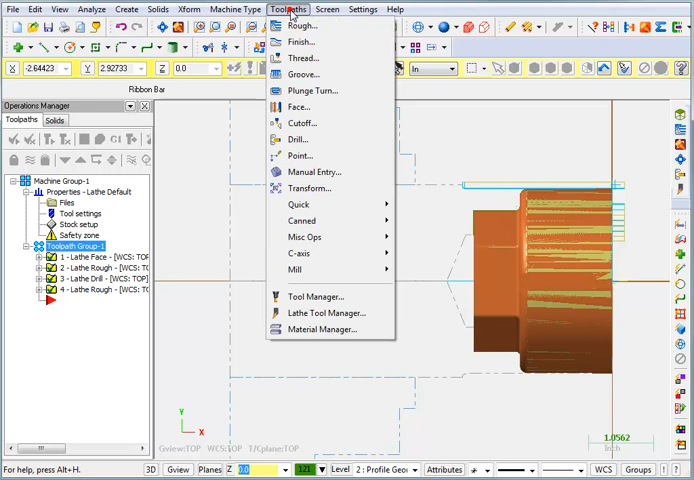 File Edit View Analyze Create Solids Xform Machine Type Toolpaths Screen Settings Help
X -2.64423 Y 2.92733 Z 0.0 In
Ribbon Bar
Operations Manager
Toolpaths Solids
Machine Group-1
Properties - Lathe Default
Files
Tool settings
Stock setup
Safety zone
Toolpath Group-1
1 - Lathe Face - [WCS: TOP]
2 - Lathe Rough - [WCS: TOP
3 - Lathe Drill - [WCS: TOP]
4 - Lathe Rough - [WCS: TOP
Rough...
Finish...
Thread...
Groove...
Plunge Turn...
Face...
Cutoff...
Drill...
Point...
Manual Entry...
Transform...
Quick
Canned
Misc Ops
C-axis
Mill
Tool Manager...
Lathe Tool Manager...
Material Manager...
Y
X
Gview:TOP WCS:TOP T/Cplane:TOP
1.0562
Inch
For help, press Alt+H. 3D Gview Planes Z 0.0 121 Level 2 : Profile Geor Attributes WCS Groups ! ?